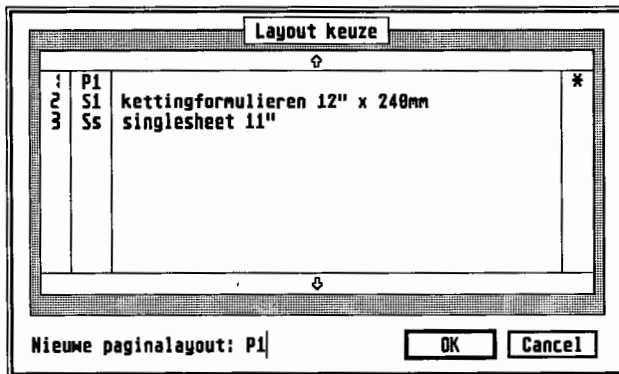 Layout keuze
1 P1 *
2 S1 kettingformulieren 12" x 240mm
3 Ss singlesheet 11"
Nieuwe paginalayout: P1
OK Cancel